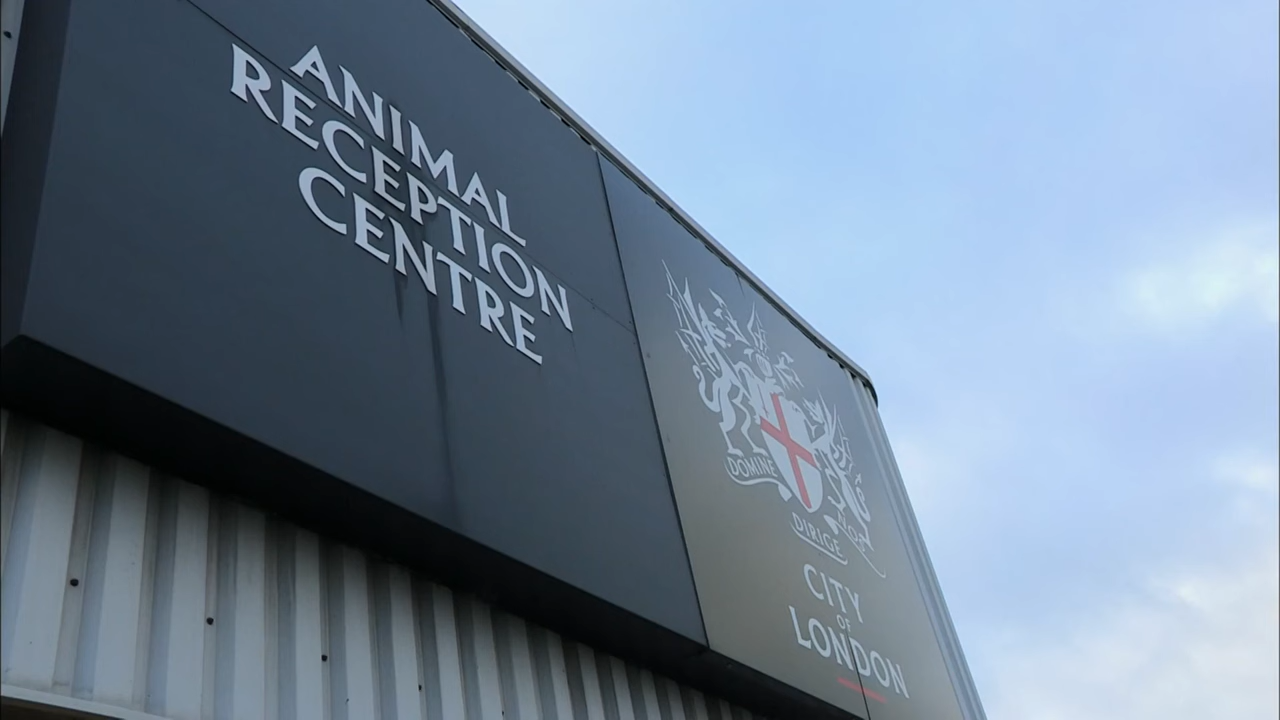 ANIMAL
RECEPTION
CENTRE
DOMINE
DIRIGE
CITY
OF
LONDON